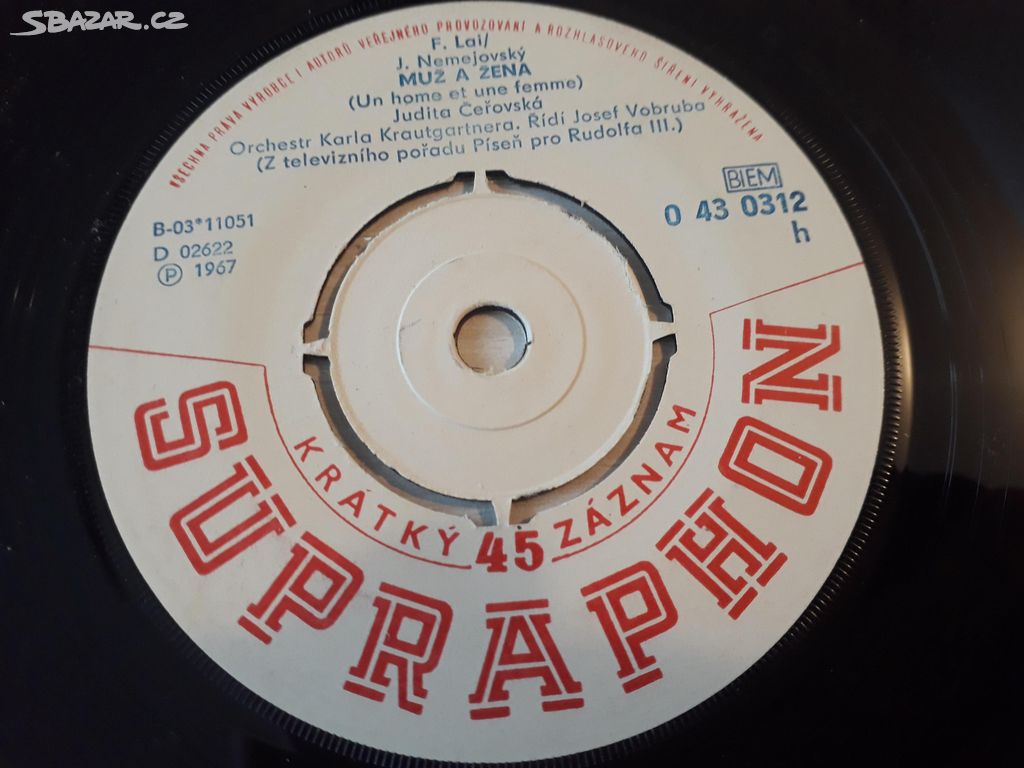 SBAZAR.CZ
VŠECHNA PRÁVA VÝROBCE I AUTORŮ VEŘEJNÉHO PROVOZOVÁNÍ A ROZHLASOVÉHO ŠÍŘENÍ VYHRAŽENA
F. Lai/
J. Nemejovský
MUŽ A ŽENA
(Un home et une femme)
Judita Čeřovská
Orchestr Karla Krautgartnera. Řídí Josef Vobruba
(Z televizního pořadu Píseň pro Rudolfa III.)
BIEM
0 43 0312
h
B-03*11051
D 02622
Ⓟ 1967
KRÁTKÝ 45 ZÁZNAM
SUPRAPHON